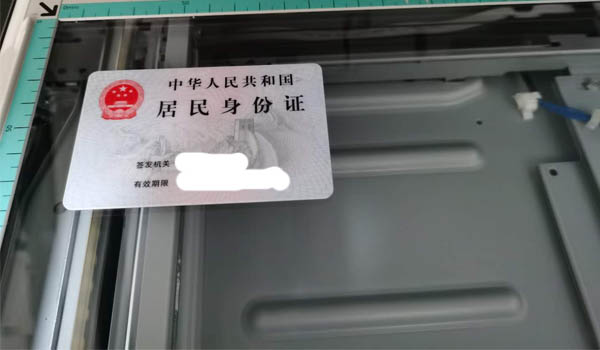 中华人民共和国
居民身份证
签发机关
有效期限